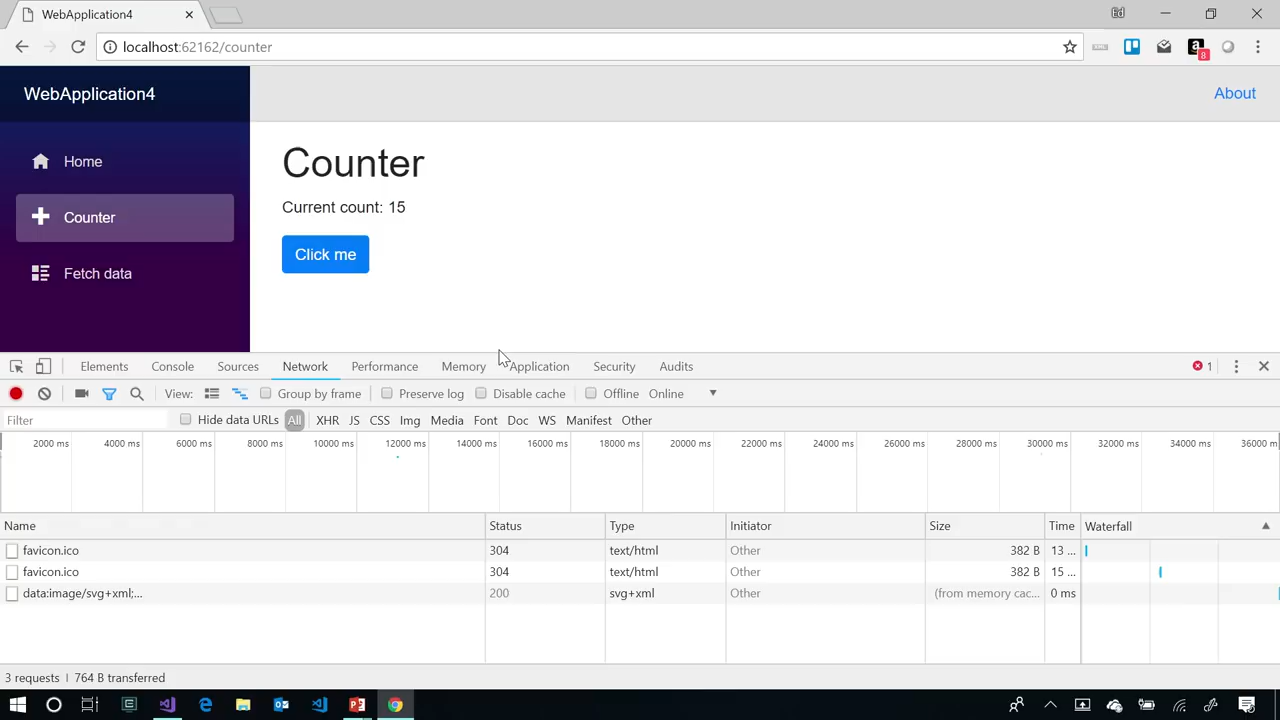 WebApplication4
Ed
localhost:62162/counter
8
WebApplication4
About
Home
Counter
Fetch data
Counter
Current count: 15
Click me
Elements Console Sources Network Performance Memory Application Security Audits 1
View: Group by frame Preserve log Disable cache Offline Online
Filter Hide data URLs All XHR JS CSS Img Media Font Doc WS Manifest Other
2000 ms 4000 ms 6000 ms 8000 ms 10000 ms 12000 ms 14000 ms 16000 ms 18000 ms 20000 ms 22000 ms 24000 ms 26000 ms 28000 ms 30000 ms 32000 ms 34000 ms 36000 m
Name Status Type Initiator Size Time Waterfall
favicon.ico 304 text/html Other 382 B 13 ...
favicon.ico 304 text/html Other 382 B 15 ...
data:image/svg+xml;... 200 svg+xml Other (from memory cac... 0 ms
3 requests | 764 B transferred